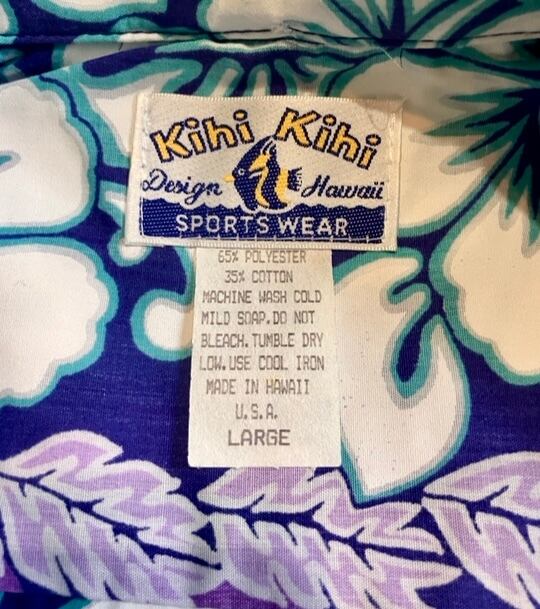 Kihi Kihi
Design Hawaii
SPORTS WEAR
65% POLYESTER
35% COTTON
MACHINE WASH COLD
MILD SOAP. DO NOT
BLEACH. TUMBLE DRY
LOW. USE COOL IRON
MADE IN HAWAII
U.S.A.
LARGE